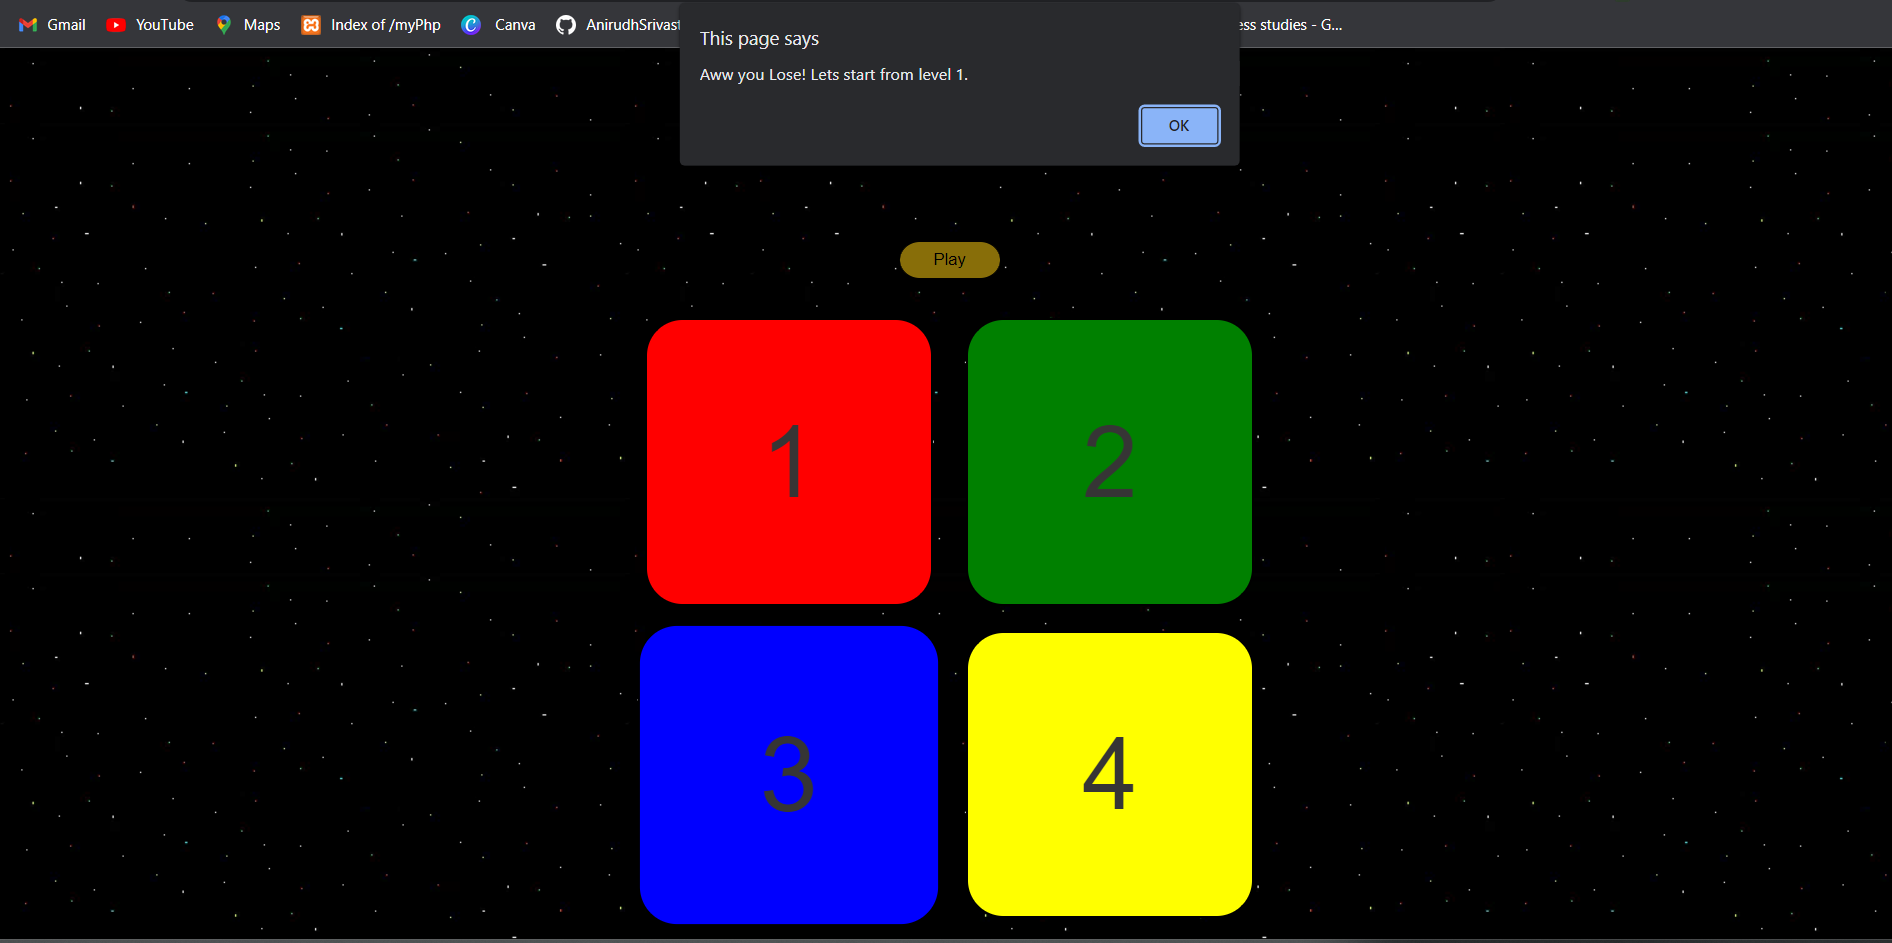 Gmail YouTube Maps Index of /myPhp Canva AnirudhSrivast ess studies - G...
This page says
Aww you Lose! Lets start from level 1.
OK
Play
1 2
3 4